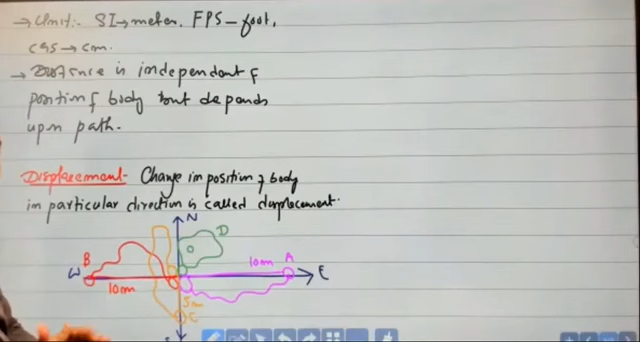 → Unit:- SI→meter. FPS–foot,
CGS → cm.
→ Distance is independent of
position of body but depends
upon path.
Displacement- Change in position of body
in particular direction is called displacement.
N
D
B
A
10m
W
E
10m
5m
C